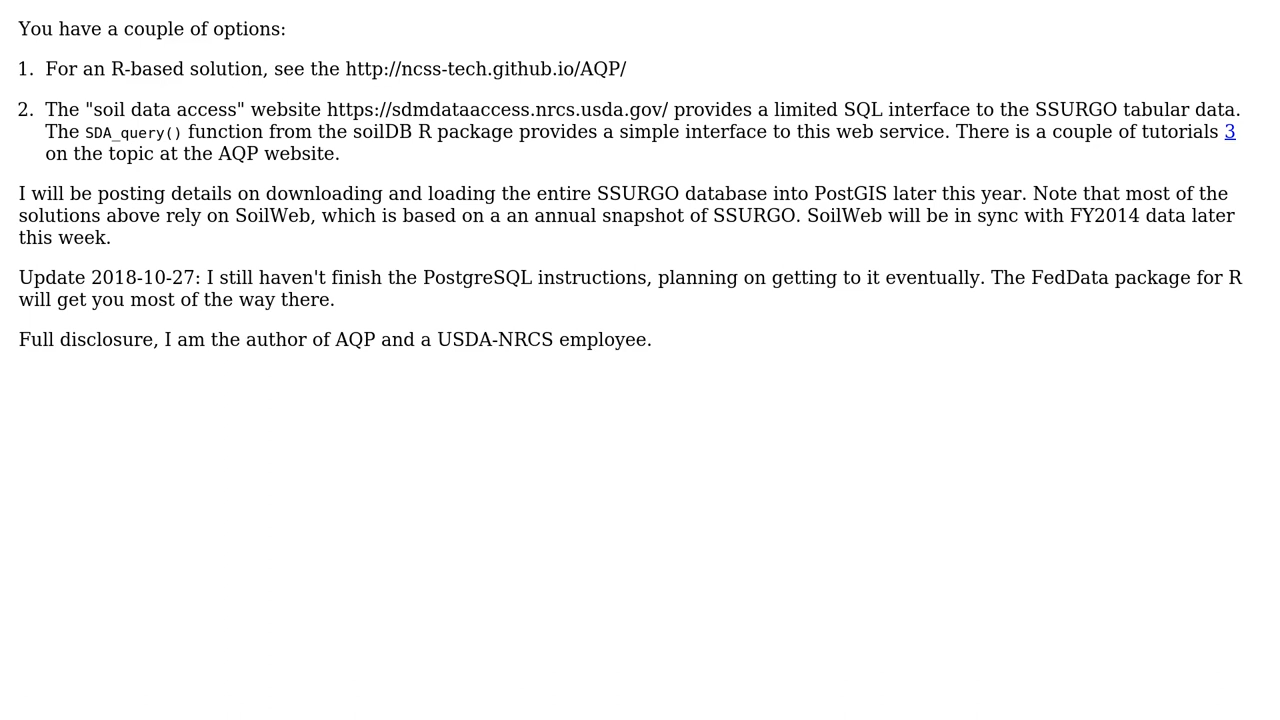 You have a couple of options:
1. For an R-based solution, see the http://ncss-tech.github.io/AQP/
2. The "soil data access" website https://sdmdataaccess.nrcs.usda.gov/ provides a limited SQL interface to the SSURGO tabular data.
The SDA_query() function from the soilDB R package provides a simple interface to this web service. There is a couple of tutorials 3
on the topic at the AQP website.
I will be posting details on downloading and loading the entire SSURGO database into PostGIS later this year. Note that most of the
solutions above rely on SoilWeb, which is based on a an annual snapshot of SSURGO. SoilWeb will be in sync with FY2014 data later
this week.
Update 2018-10-27: I still haven't finish the PostgreSQL instructions, planning on getting to it eventually. The FedData package for R
will get you most of the way there.
Full disclosure, I am the author of AQP and a USDA-NRCS employee.